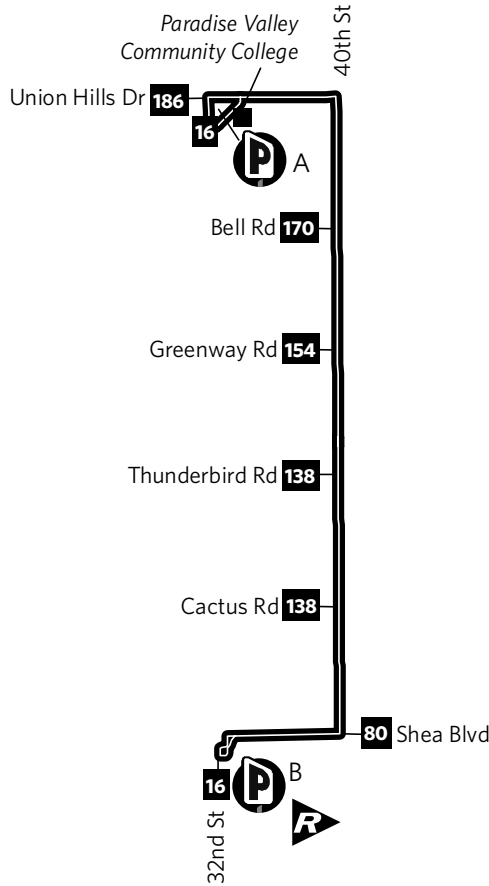 Paradise Valley
Community College
40th St
Union Hills Dr 186
16
P A
Bell Rd 170
Greenway Rd 154
Thunderbird Rd 138
Cactus Rd 138
80 Shea Blvd
16 P B
32nd St
R